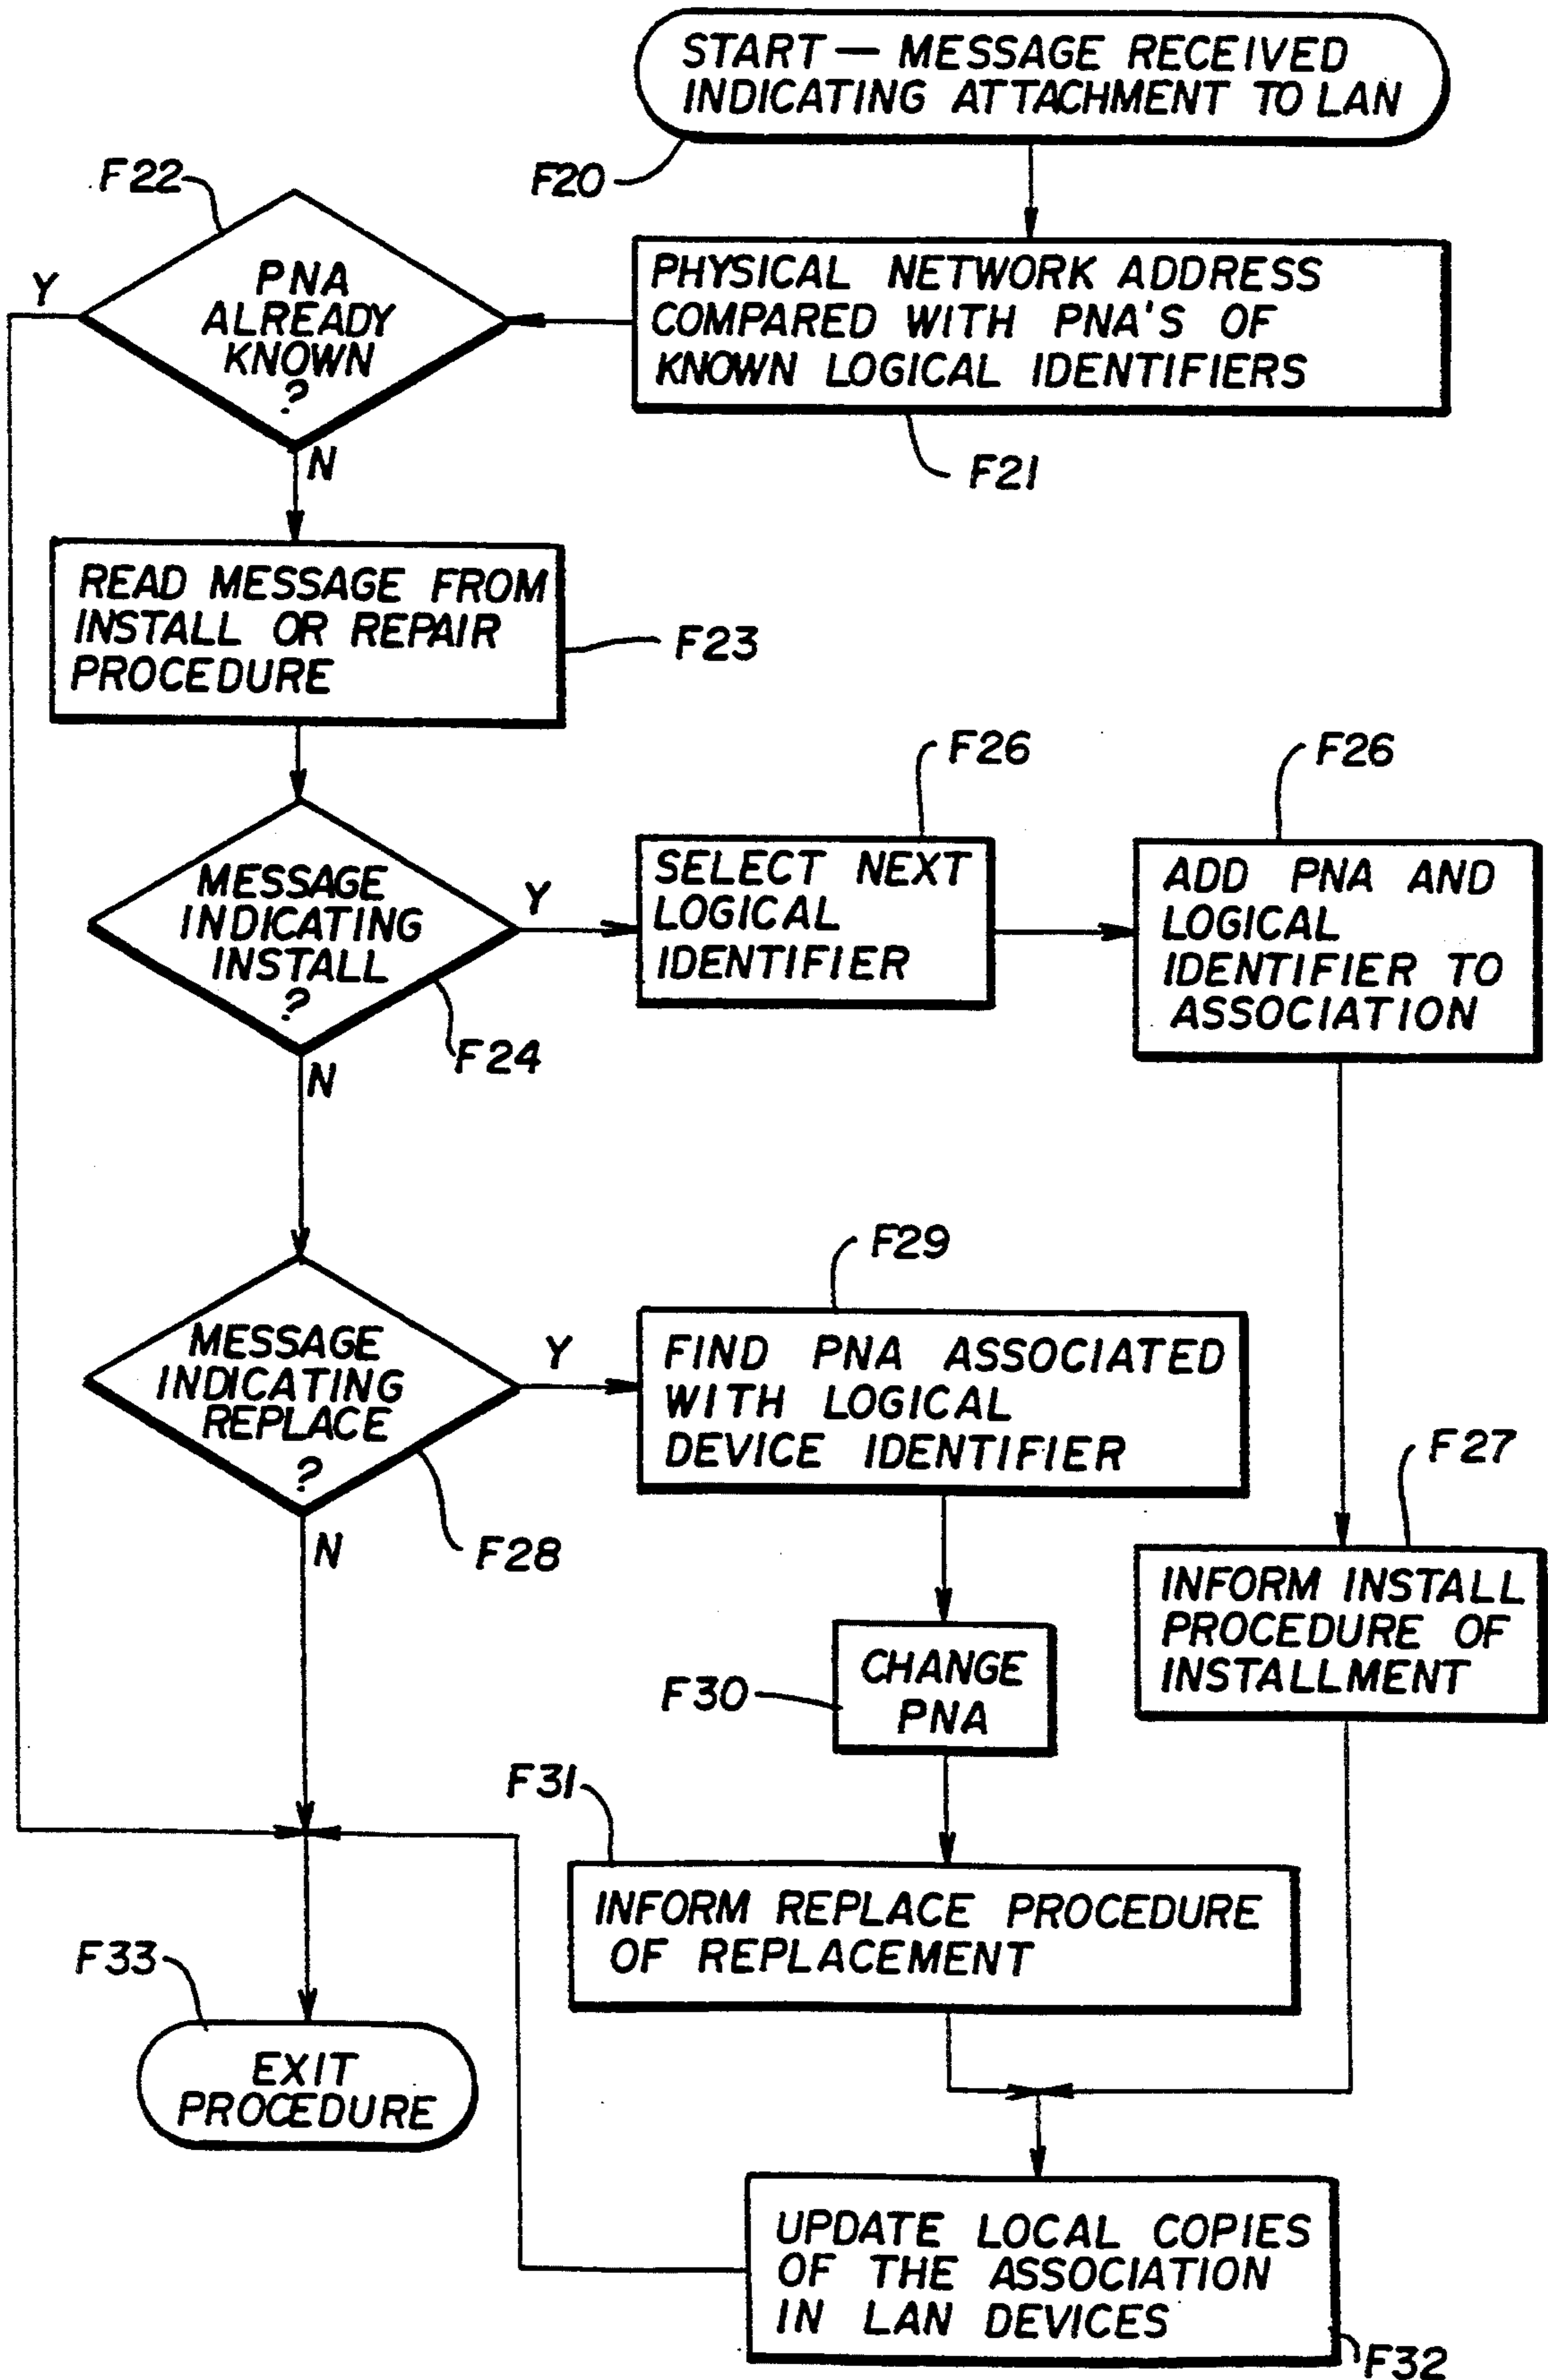 START — MESSAGE RECEIVED
INDICATING ATTACHMENT TO LAN
F20
F22
PHYSICAL NETWORK ADDRESS
COMPARED WITH PNA'S OF
KNOWN LOGICAL IDENTIFIERS
F21
Y
PNA
ALREADY
KNOWN
?
N
READ MESSAGE FROM
INSTALL OR REPAIR
PROCEDURE
F23
MESSAGE
INDICATING
INSTALL
?
F24
Y
N
F26
SELECT NEXT
LOGICAL
IDENTIFIER
F26
ADD PNA AND
LOGICAL
IDENTIFIER TO
ASSOCIATION
MESSAGE
INDICATING
REPLACE
?
F28
Y
N
F29
FIND PNA ASSOCIATED
WITH LOGICAL
DEVICE IDENTIFIER
F27
INFORM INSTALL
PROCEDURE OF
INSTALLMENT
F30
CHANGE
PNA
F31
INFORM REPLACE PROCEDURE
OF REPLACEMENT
F33
EXIT
PROCEDURE
UPDATE LOCAL COPIES
OF THE ASSOCIATION
IN LAN DEVICES
F32